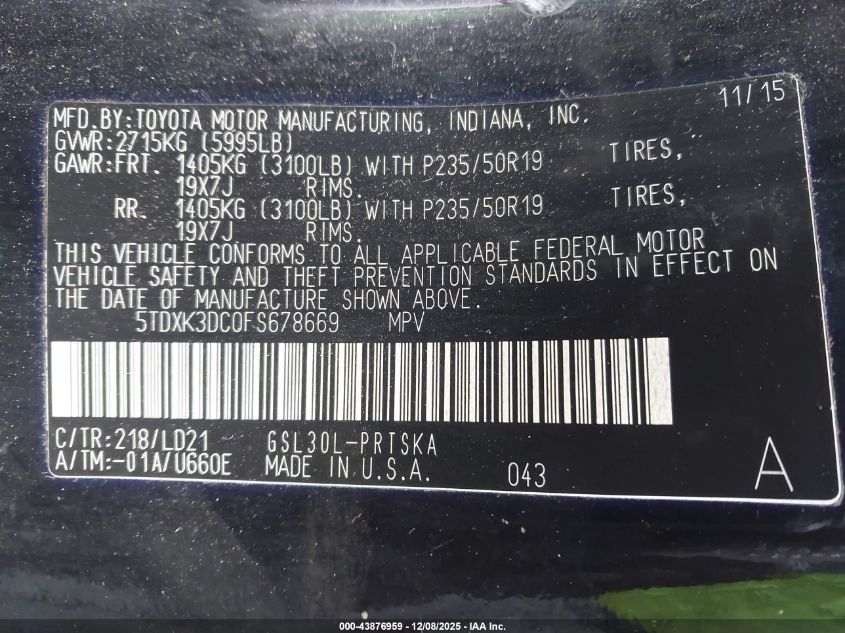 11/15
MFD.BY:TOYOTA MOTOR MANUFACTURING, INDIANA, INC.
GVWR:2715KG (5995LB)
GAWR:FRT. 1405KG (3100LB) WITH P235/50R19 TIRES,
19X7J RIMS.
RR. 1405KG (3100LB) WITH P235/50R19 TIRES,
19X7J RIMS.
THIS VEHICLE CONFORMS TO ALL APPLICABLE FEDERAL MOTOR
VEHICLE SAFETY AND THEFT PREVENTION STANDARDS IN EFFECT ON
THE DATE OF MANUFACTURE SHOWN ABOVE.
5TDXK3DC0FS678669 MPV
C/TR:218/LD21 GSL30L-PRTSKA
A/TM:-01A/U660E MADE IN U.S.A. 043 A
000-43876959 - 12/08/2025 - IAA Inc.